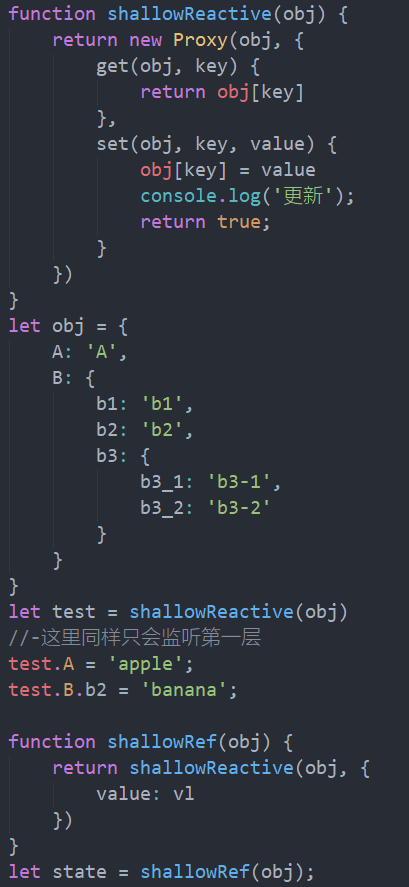 function shallowReactive(obj) {
    return new Proxy(obj, {
        get(obj, key) {
            return obj[key]
        },
        set(obj, key, value) {
            obj[key] = value
            console.log('更新');
            return true;
        }
    })
}
let obj = {
    A: 'A',
    B: {
        b1: 'b1',
        b2: 'b2',
        b3: {
            b3_1: 'b3-1',
            b3_2: 'b3-2'
        }
    }
}
let test = shallowReactive(obj)
//-这里同样只会监听第一层
test.A = 'apple';
test.B.b2 = 'banana';

function shallowRef(obj) {
    return shallowReactive(obj, {
        value: vl
    })
}
let state = shallowRef(obj);